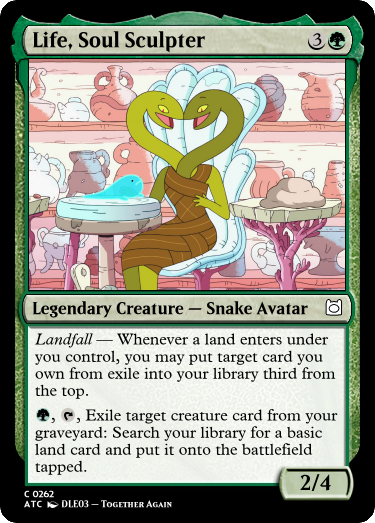 Life, Soul Sculpter 3
Legendary Creature — Snake Avatar
Landfall — Whenever a land enters under
you control, you may put target card you
own from exile into your library third from
the top.
, , Exile target creature card from your
graveyard: Search your library for a basic
land card and put it onto the battlefield
tapped.
2/4
C 0262
ATC DLE03 — Together Again